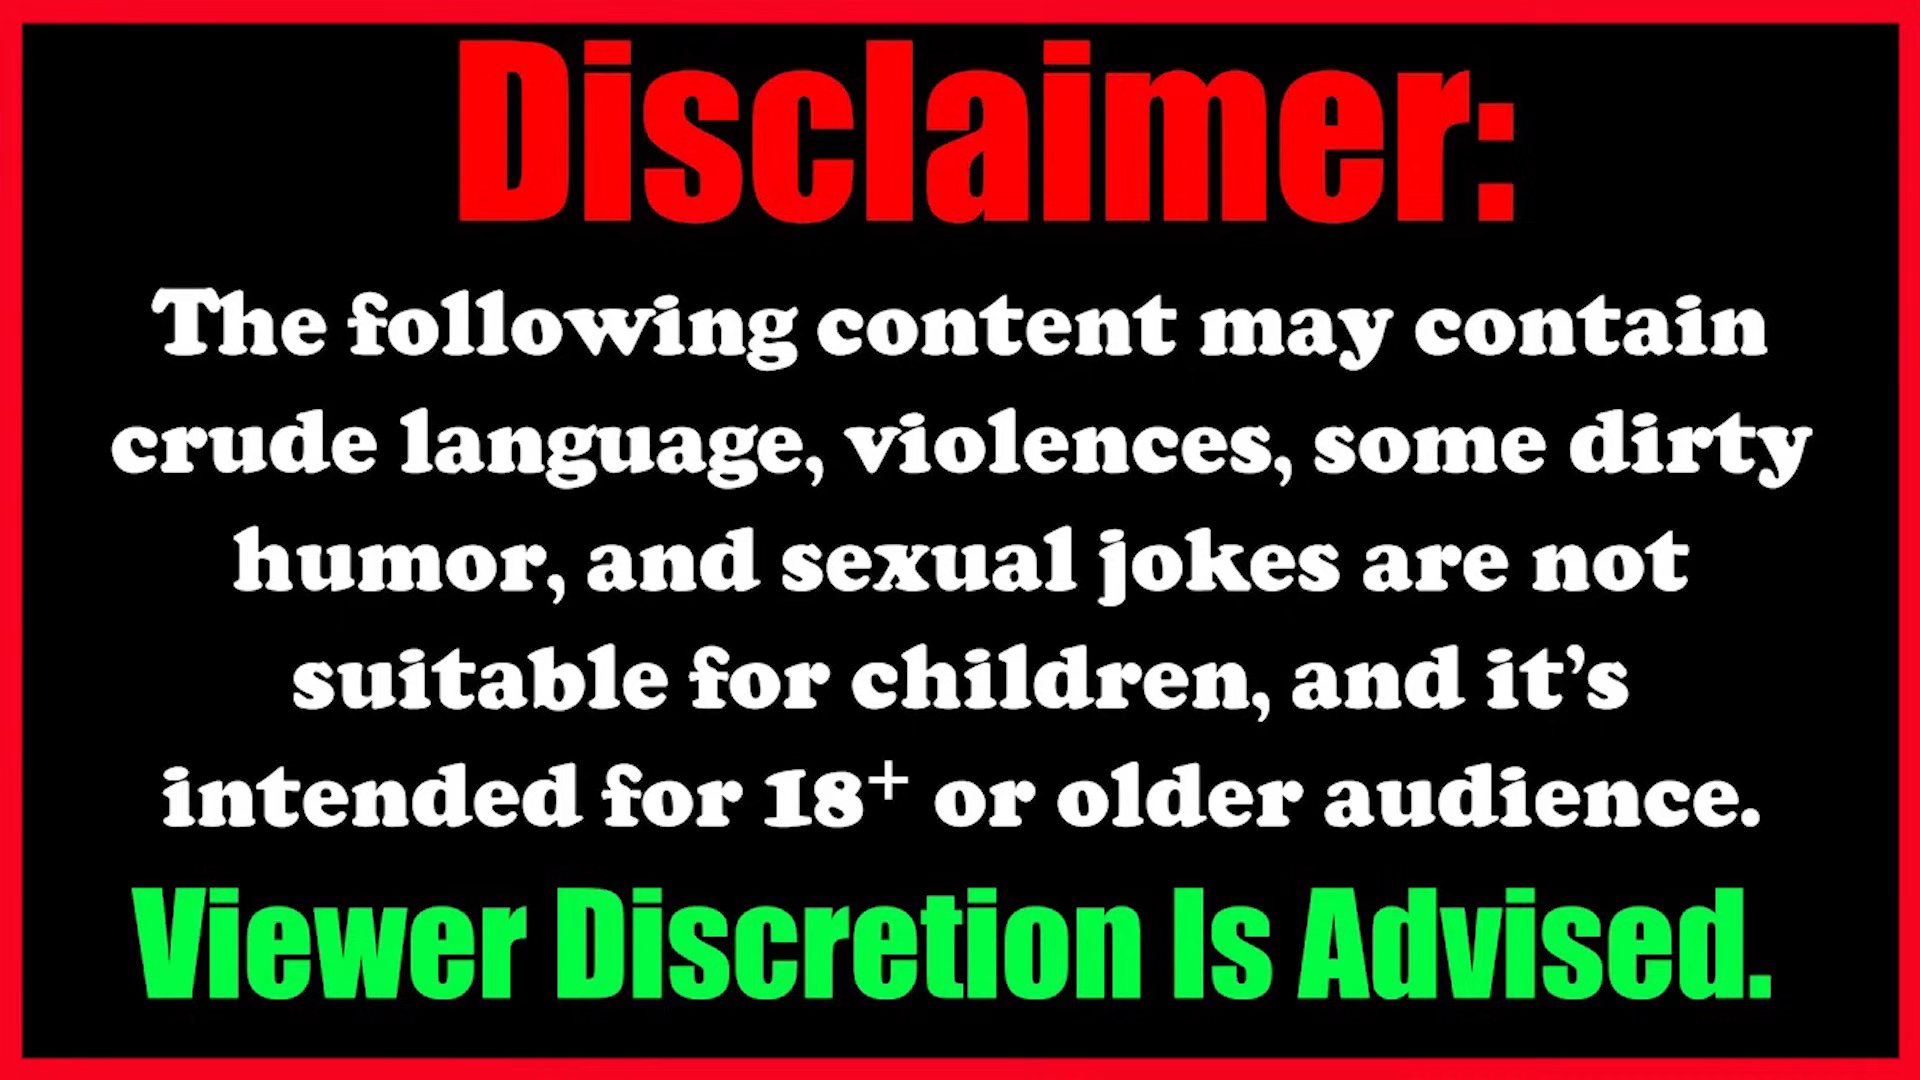 Disclaimer:
The following content may contain
crude language, violences, some dirty
humor, and sexual jokes are not
suitable for children, and it’s
intended for 18⁺ or older audience.
Viewer Discretion Is Advised.